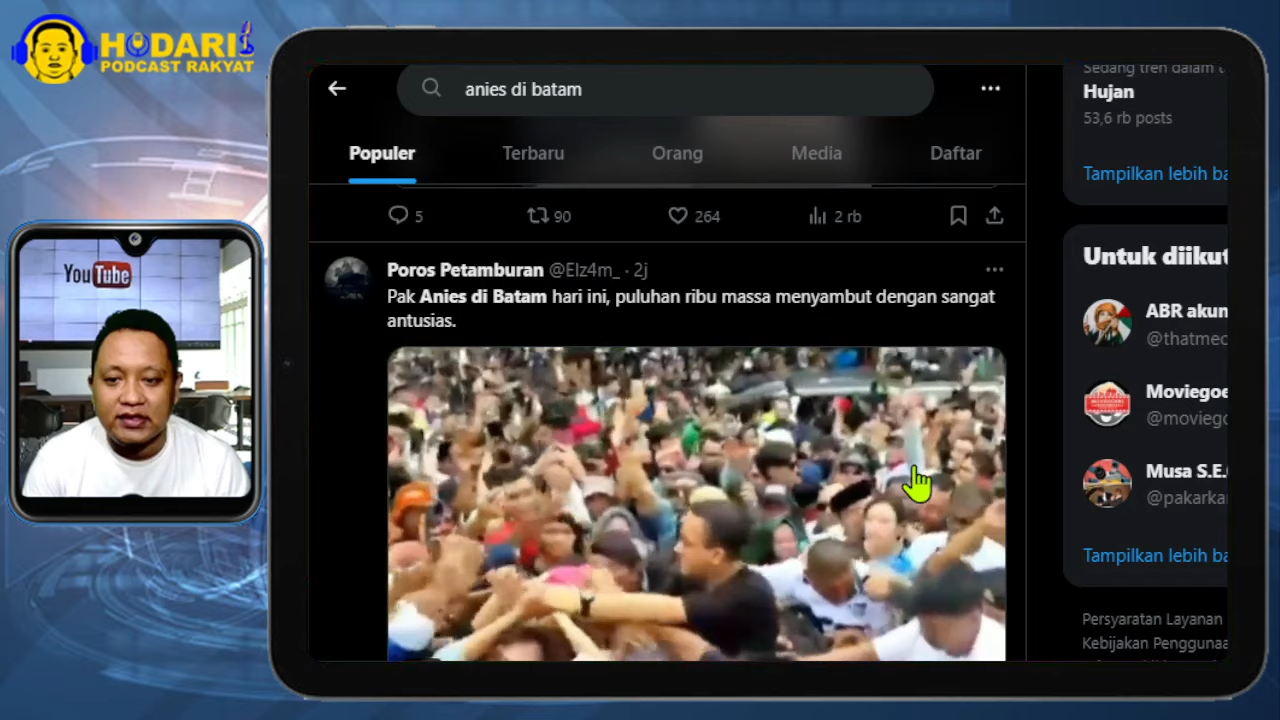 HODARI
PODCAST RAKYAT
You Tube
anies di batam
Populer
Terbaru
Orang
Media
Daftar
5
90
264
2 rb
Poros Petamburan @Elz4m_ · 2j
Pak Anies di Batam hari ini, puluhan ribu massa menyambut dengan sangat
antusias.
Sedang tren dalam
Hujan
53,6 rb posts
Tampilkan lebih ba
Untuk diikut
ABR akun
@thatmec
Moviegoe
@moviego
Musa S.E.
@pakarka
Tampilkan lebih ba
Persyaratan Layanan
Kebijakan Pengguna